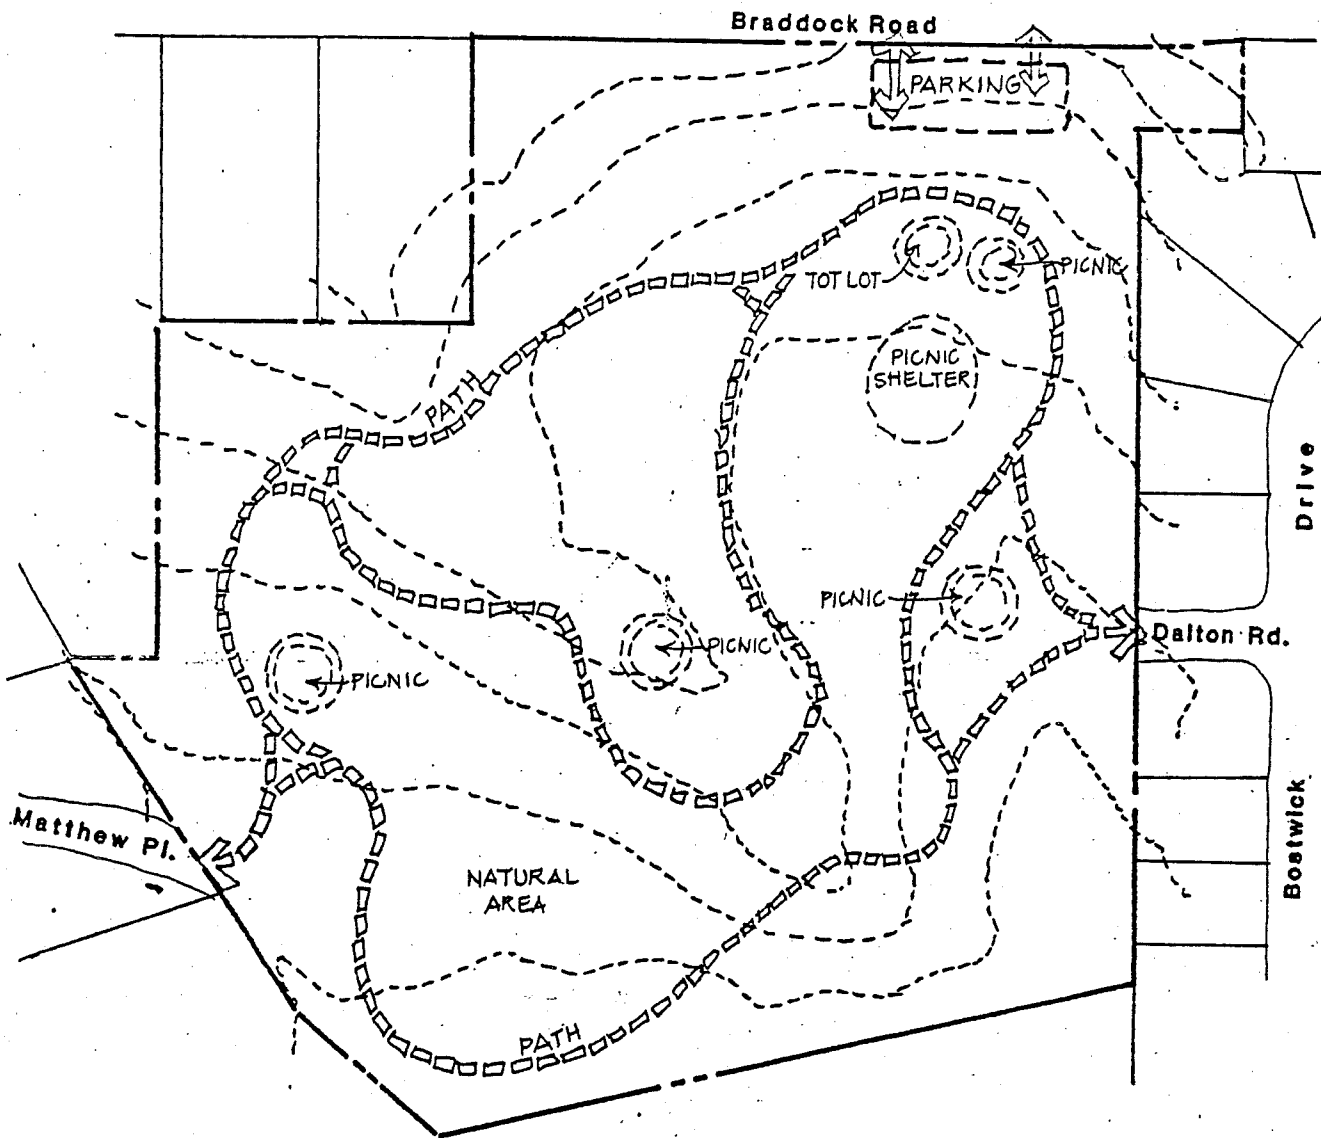 Braddock Road
PARKING
TOT LOT
PICNIC
PICNIC
SHELTER
PATH
Drive
PICNIC
Dalton Rd.
PICNIC
PICNIC
Matthew Pl.
NATURAL
AREA
Bostwick
PATH